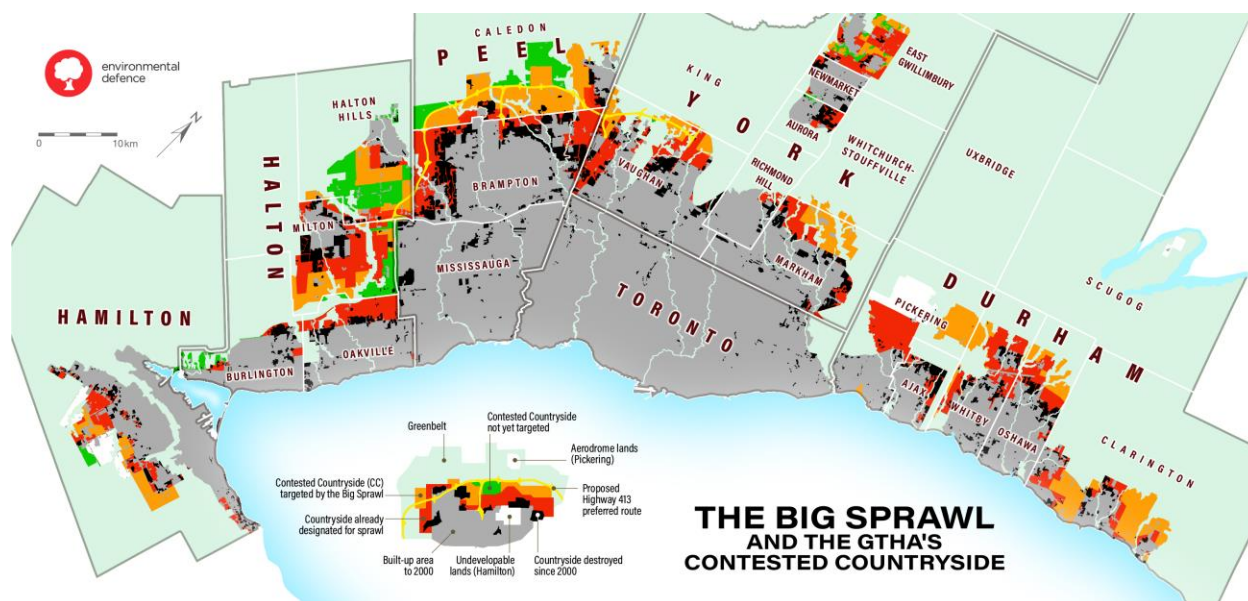 environmental
defence
0
10km
N
CALEDON
PEEL
HALTON
HILLS
HALTON
MILTON
BRAMPTON
MISSISSAUGA
HAMILTON
BURLINGTON
OAKVILLE
KING
YORK
VAUGHAN
RICHMOND
HILL
MARKHAM
NEWMARKET
AURORA
EAST
GWILLIMBURY
WHITCHURCH-
STOUFFVILLE
TORONTO
UXBRIDGE
SCUGOG
DURHAM
PICKERING
AJAX
WHITBY
OSHAWA
CLARINGTON
Greenbelt
Contested Countryside
not yet targeted
Aerodrome lands
(Pickering)
Contested Countryside (CC)
targeted by the Big Sprawl
Proposed
Highway 413
preferred route
Countryside already
designated for sprawl
Built-up area
to 2000
Undevelopable
lands (Hamilton)
Countryside destroyed
since 2000
THE BIG SPRAWL
AND THE GTHA'S
CONTESTED COUNTRYSIDE